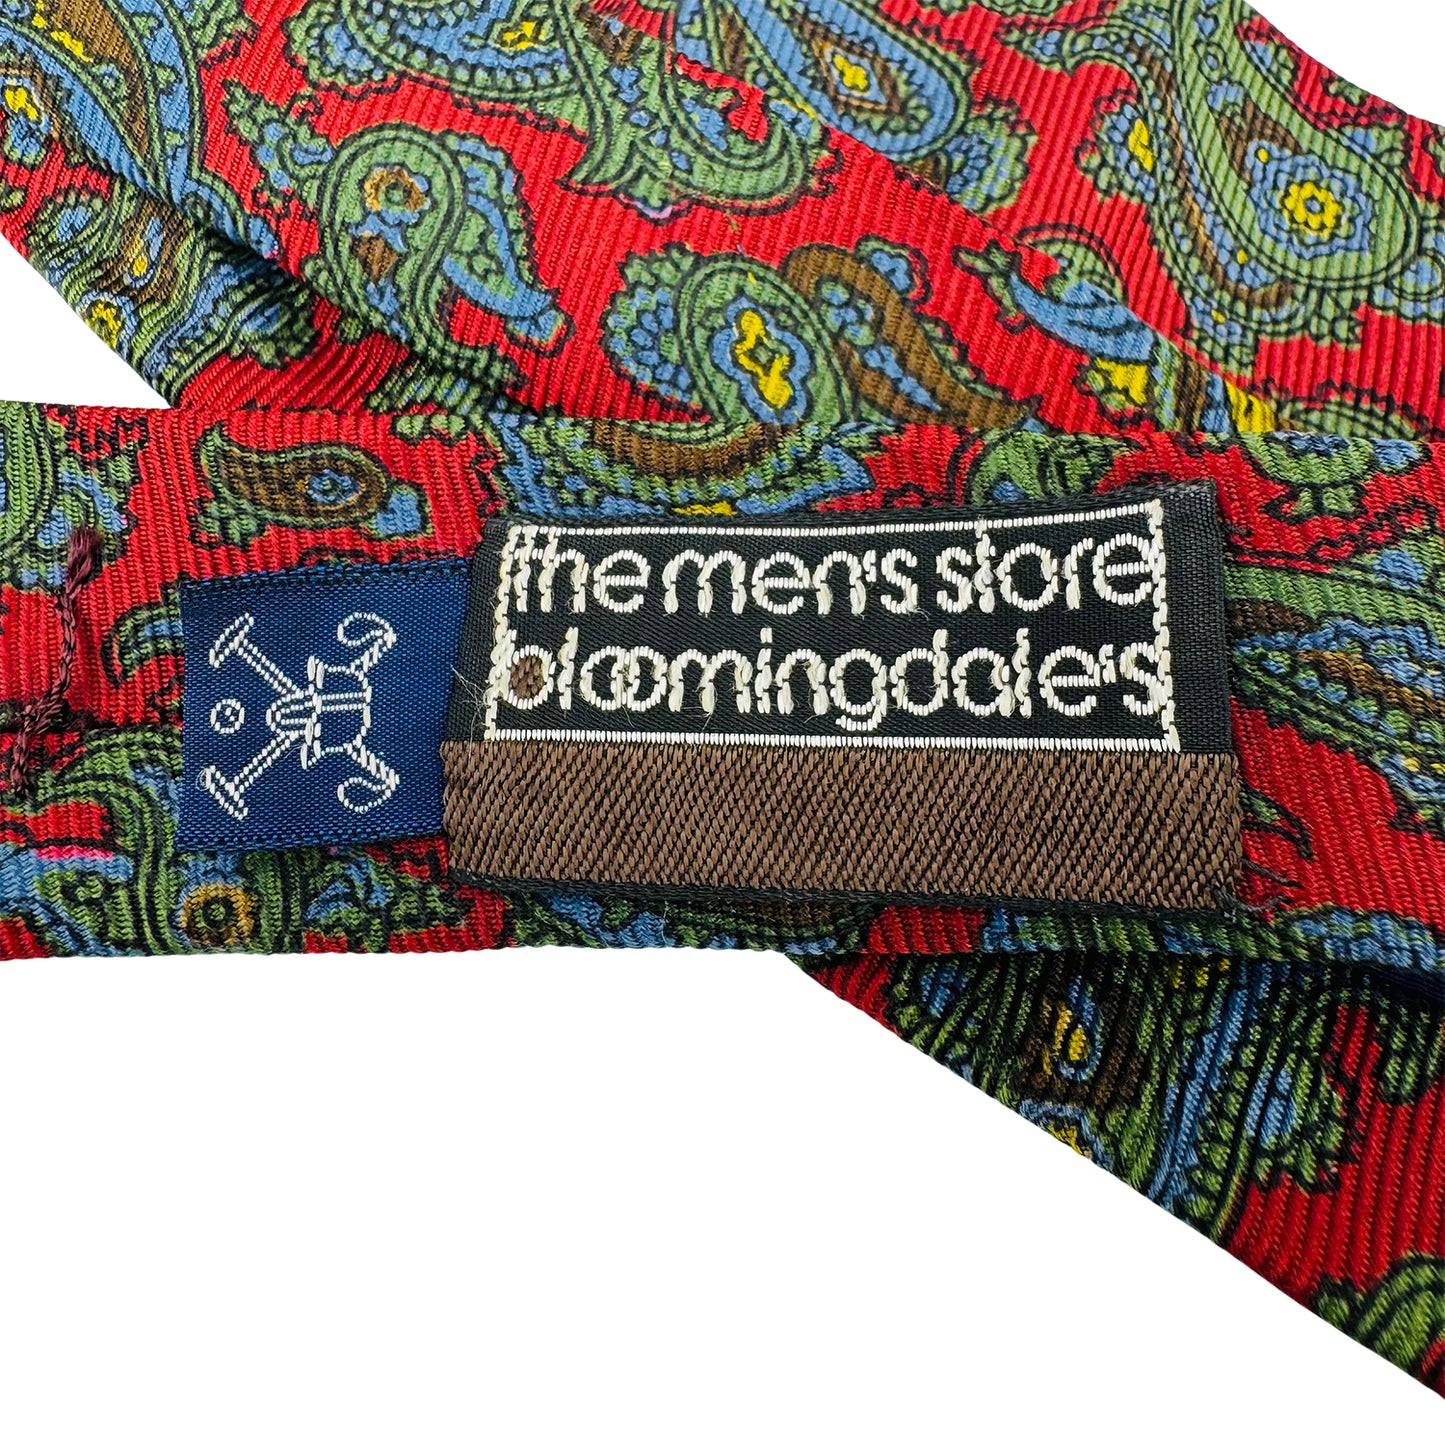 the men's store
bloomingdale's